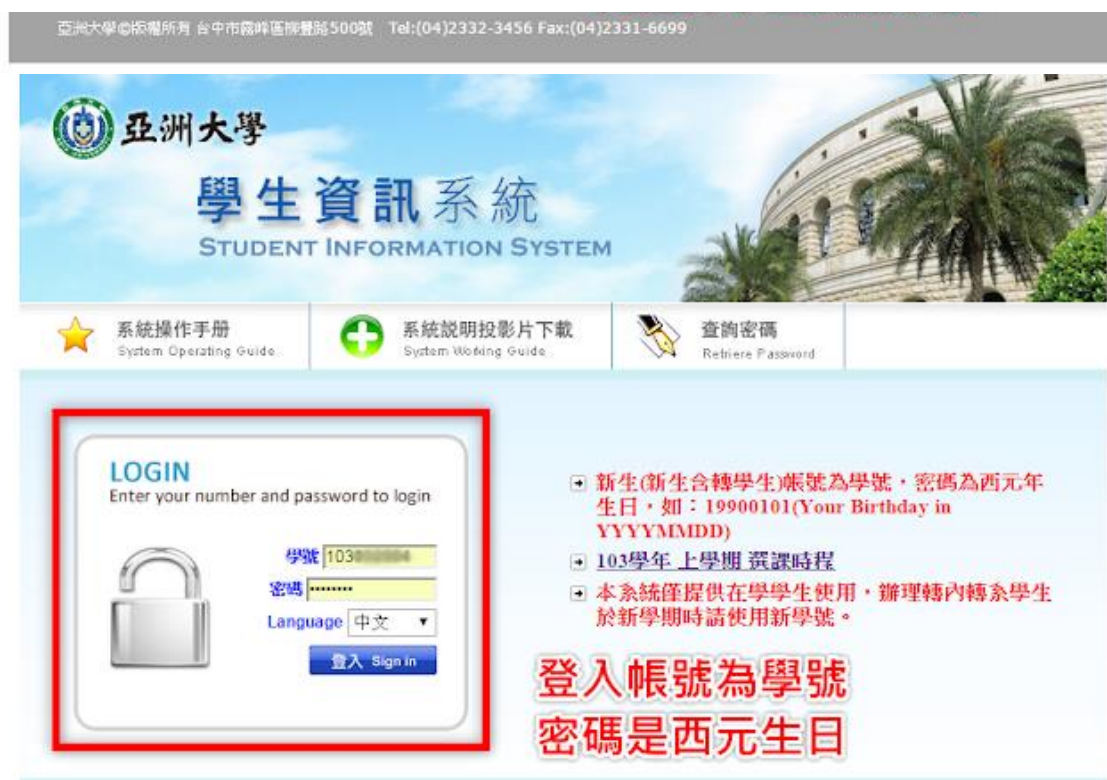 亞洲大學©版權所有 台中市霧峰區柳豐路500號 Tel:(04)2332-3456 Fax:(04)2331-6699
亞洲大學
學生資訊系統
STUDENT INFORMATION SYSTEM
系統操作手册
System Operating Guide
系統説明投影片下載
System Working Guide
查詢密碼
Retriere Password
LOGIN
Enter your number and password to login
學號 103
密碼 ••••••••
Language 中文 ▼
登入 Sign in
新生(新生含轉學生)帳號為學號，密碼為西元年
生日，如：19900101(Your Birthday in
YYYYMMDD)
103學年 上學期 選課時程
本系統僅提供在學學生使用，辦理轉內轉系學生
於新學期時請使用新學號。
登入帳號為學號
密碼是西元生日